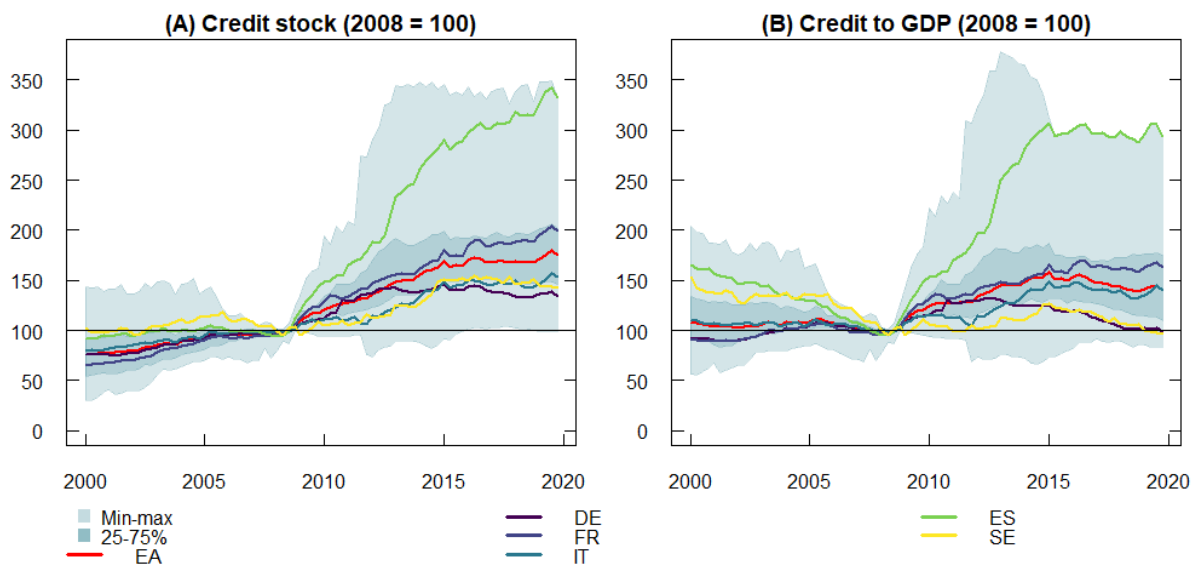 (A) Credit stock (2008 = 100)
350
300
250
200
150
100
50
0
2000 2005 2010 2015 2020
(B) Credit to GDP (2008 = 100)
350
300
250
200
150
100
50
0
2000 2005 2010 2015 2020
Min-max
25-75%
EA
DE
FR
IT
ES
SE